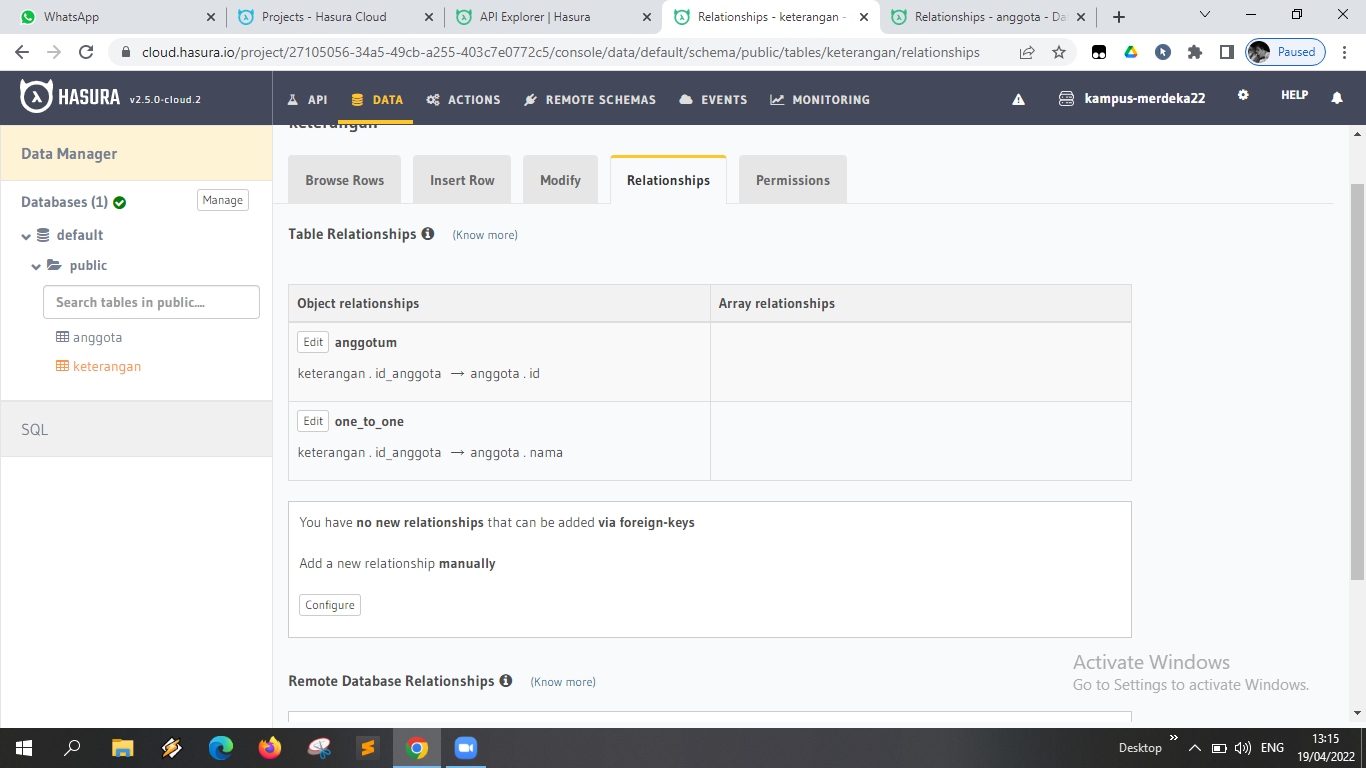 WhatsApp
Projects - Hasura Cloud
API Explorer | Hasura
Relationships - keterangan -
Relationships - anggota - Da
cloud.hasura.io/project/27105056-34a5-49cb-a255-403c7e0772c5/console/data/default/schema/public/tables/keterangan/relationships
Paused
HASURA v2.5.0-cloud.2
API
DATA
ACTIONS
REMOTE SCHEMAS
EVENTS
MONITORING
kampus-merdeka22
HELP
Data Manager
Databases (1)
Manage
default
public
Search tables in public....
anggota
keterangan
SQL
keterangan
Browse Rows
Insert Row
Modify
Relationships
Permissions
Table Relationships (Know more)
Object relationships
Array relationships
Edit anggotum
keterangan . id_anggota → anggota . id
Edit one_to_one
keterangan . id_anggota → anggota . nama
You have no new relationships that can be added via foreign-keys
Add a new relationship manually
Configure
Remote Database Relationships (Know more)
Activate Windows
Go to Settings to activate Windows.
Desktop
ENG
13:15
19/04/2022